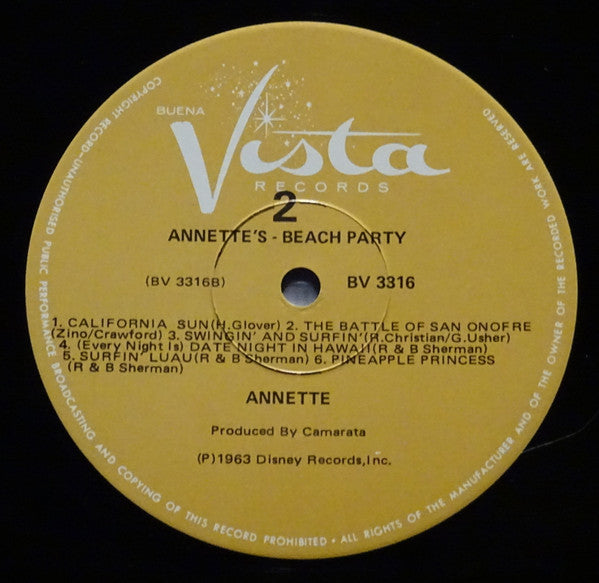 BUENA
Vista
RECORDS
2
ANNETTE'S - BEACH PARTY
(BV 3316B) BV 3316
1. CALIFORNIA SUN(H.Glover) 2. THE BATTLE OF SAN ONOFRE
(Zino/Crawford) 3. SWINGIN' AND SURFIN'(R.Christian/G.Usher)
4. (Every Night Is) DATE NIGHT IN HAWAII(R & B Sherman)
5. SURFIN' LUAU(R & B Sherman) 6. PINEAPPLE PRINCESS
(R & B Sherman)
ANNETTE
Produced By Camarata
(P)1963 Disney Records,Inc.
COPYRIGHT RECORD-UNAUTHORISED PUBLIC PERFORMANCE BROADCASTING AND COPYING OF THIS RECORD PROHIBITED • ALL RIGHTS OF THE MANUFACTURER AND OF THE OWNER OF THE RECORDED WORK ARE RESERVED